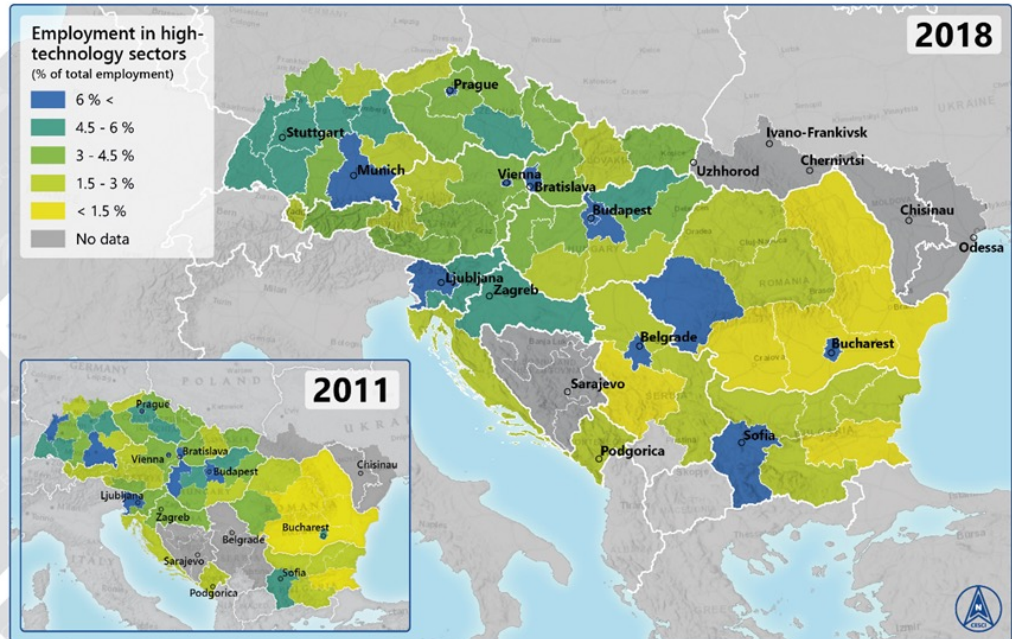 Employment in high-
technology sectors
(% of total employment)
6 % <
4.5 - 6 %
3 - 4.5 %
1.5 - 3 %
< 1.5 %
No data
2018
Prague
Stuttgart
Munich
Vienna
Bratislava
Budapest
Uzhhorod
Ivano-Frankivsk
Chernivtsi
Chisinau
Odessa
UKRAINE
Ljubljana
Zagreb
ROMANIA
Belgrade
Bucharest
Craiova
Sarajevo
SERBIA
Sofia
Podgorica
2011
GERMANY
POLAND
Prague
Vienna
Bratislava
Budapest
Chisinau
Ljubljana
Zagreb
Belgrade
Bucharest
Sarajevo
Sofia
Podgorica
CESCI